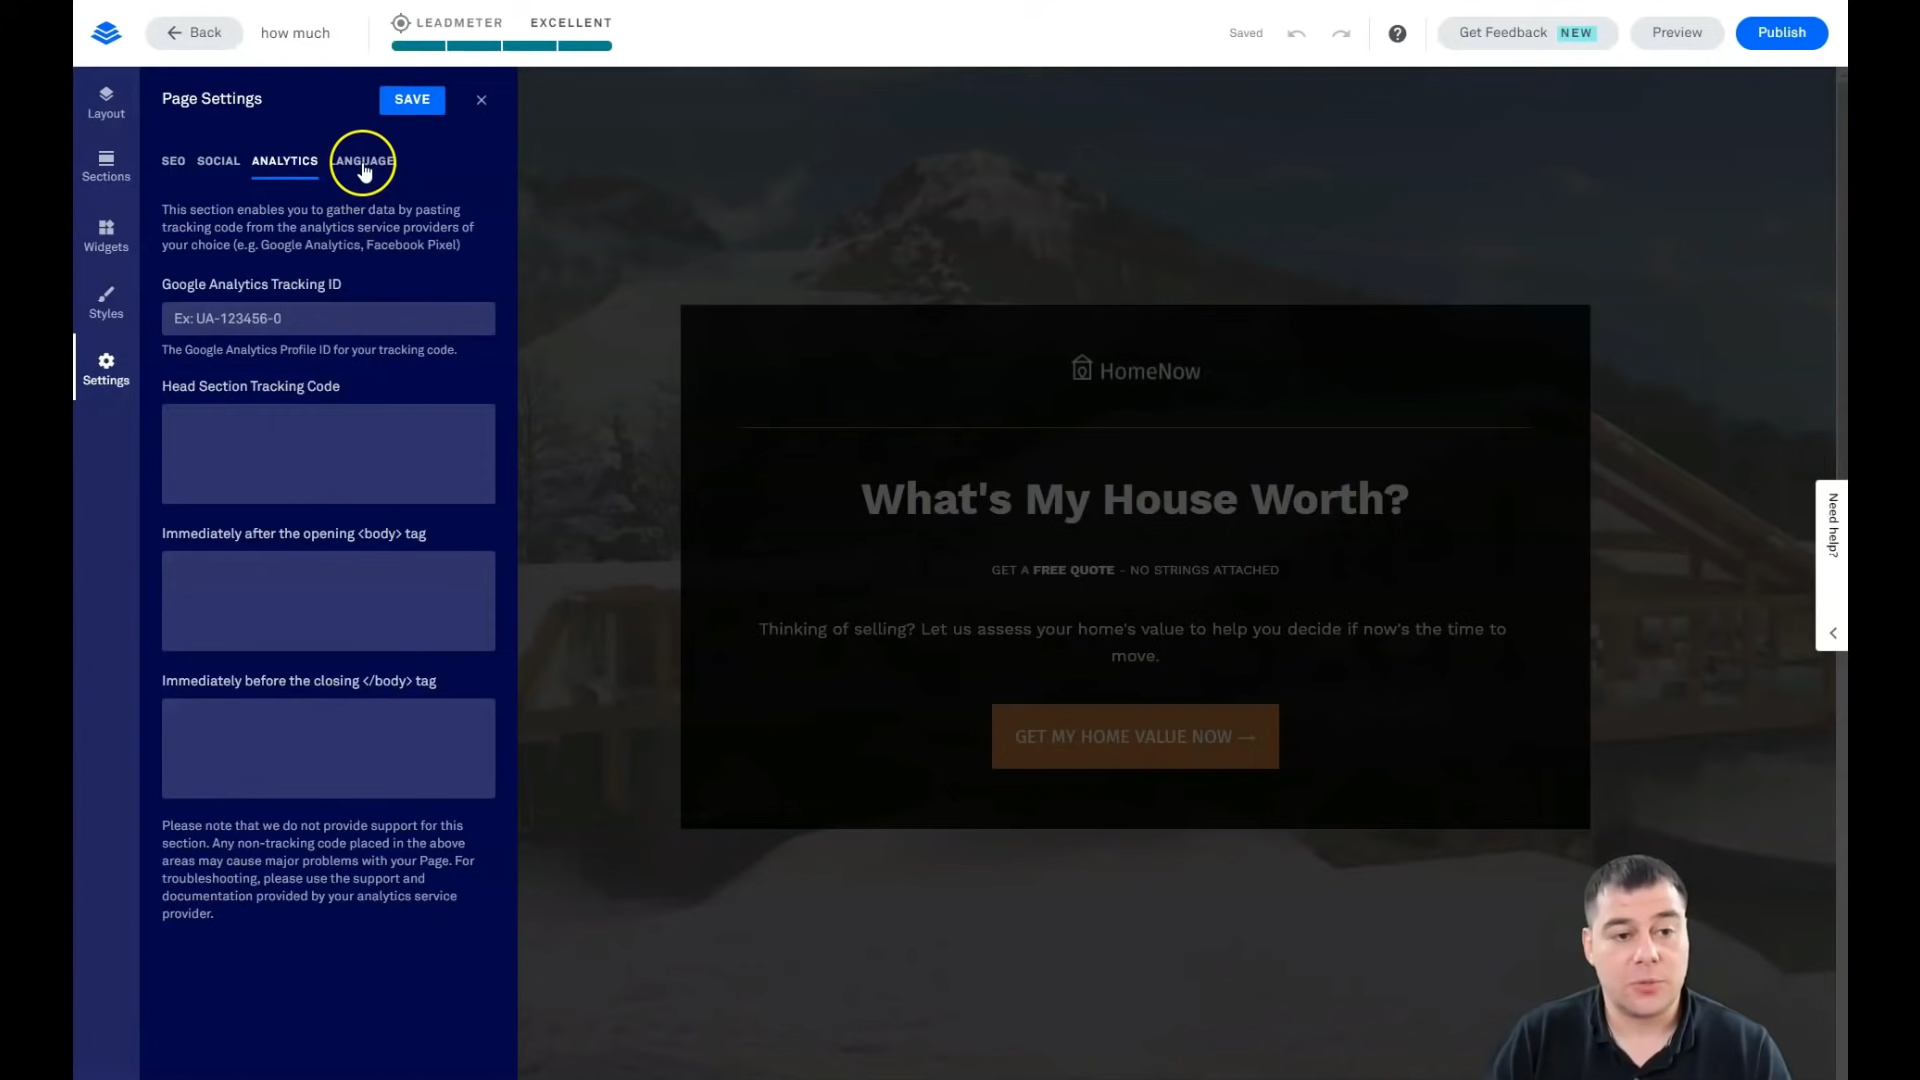 Back
how much
LEADMETER EXCELLENT
Saved
Get Feedback NEW
Preview
Publish
Layout
Sections
Widgets
Styles
Settings
Page Settings
SAVE
SEO SOCIAL ANALYTICS LANGUAGE
This section enables you to gather data by pasting
tracking code from the analytics service providers of
your choice (e.g. Google Analytics, Facebook Pixel)
Google Analytics Tracking ID
Ex: UA-123456-0
The Google Analytics Profile ID for your tracking code.
Head Section Tracking Code
Immediately after the opening <body> tag
Immediately before the closing </body> tag
Please note that we do not provide support for this
section. Any non-tracking code placed in the above
areas may cause major problems with your Page. For
troubleshooting, please use the support and
documentation provided by your analytics service
provider.
HomeNow
What's My House Worth?
GET A FREE QUOTE - NO STRINGS ATTACHED
Thinking of selling? Let us assess your home's value to help you decide if now's the time to
move.
GET MY HOME VALUE NOW →
Need help?